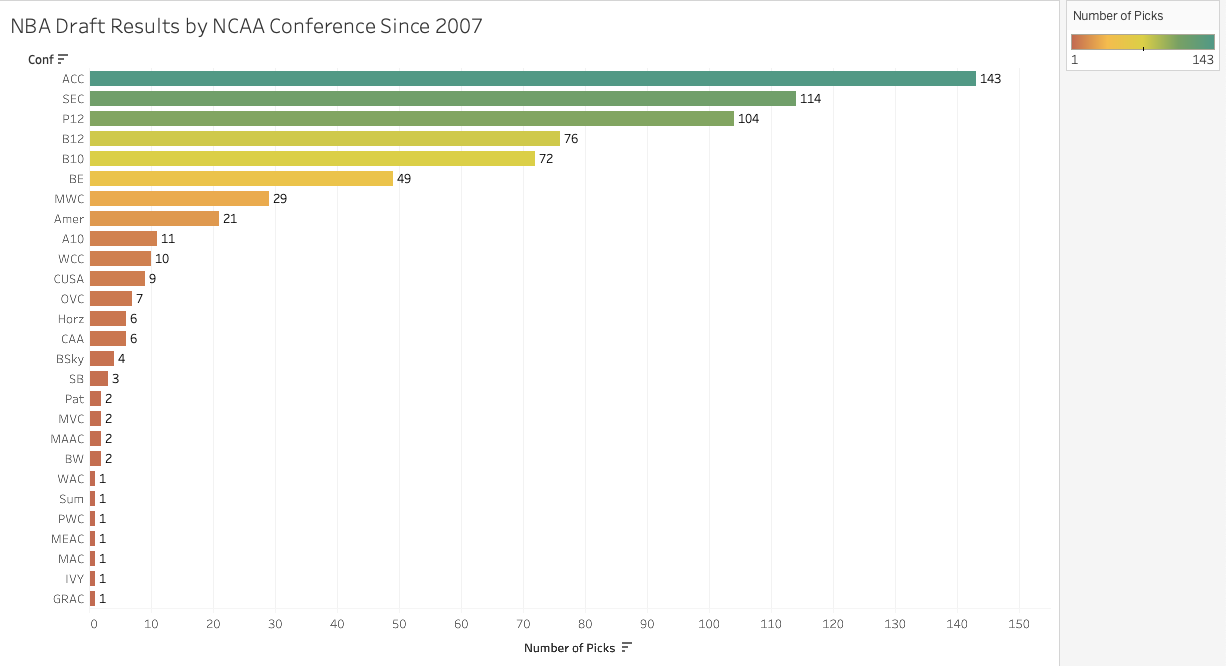 NBA Draft Results by NCAA Conference Since 2007
Conf
ACC 143
SEC 114
P12 104
B12 76
B10 72
BE 49
MWC 29
Amer 21
A10 11
WCC 10
CUSA 9
OVC 7
Horz 6
CAA 6
BSky 4
SB 3
Pat 2
MVC 2
MAAC 2
BW 2
WAC 1
Sum 1
PWC 1
MEAC 1
MAC 1
IVY 1
GRAC 1
0 10 20 30 40 50 60 70 80 90 100 110 120 130 140 150
Number of Picks
Number of Picks
1 143